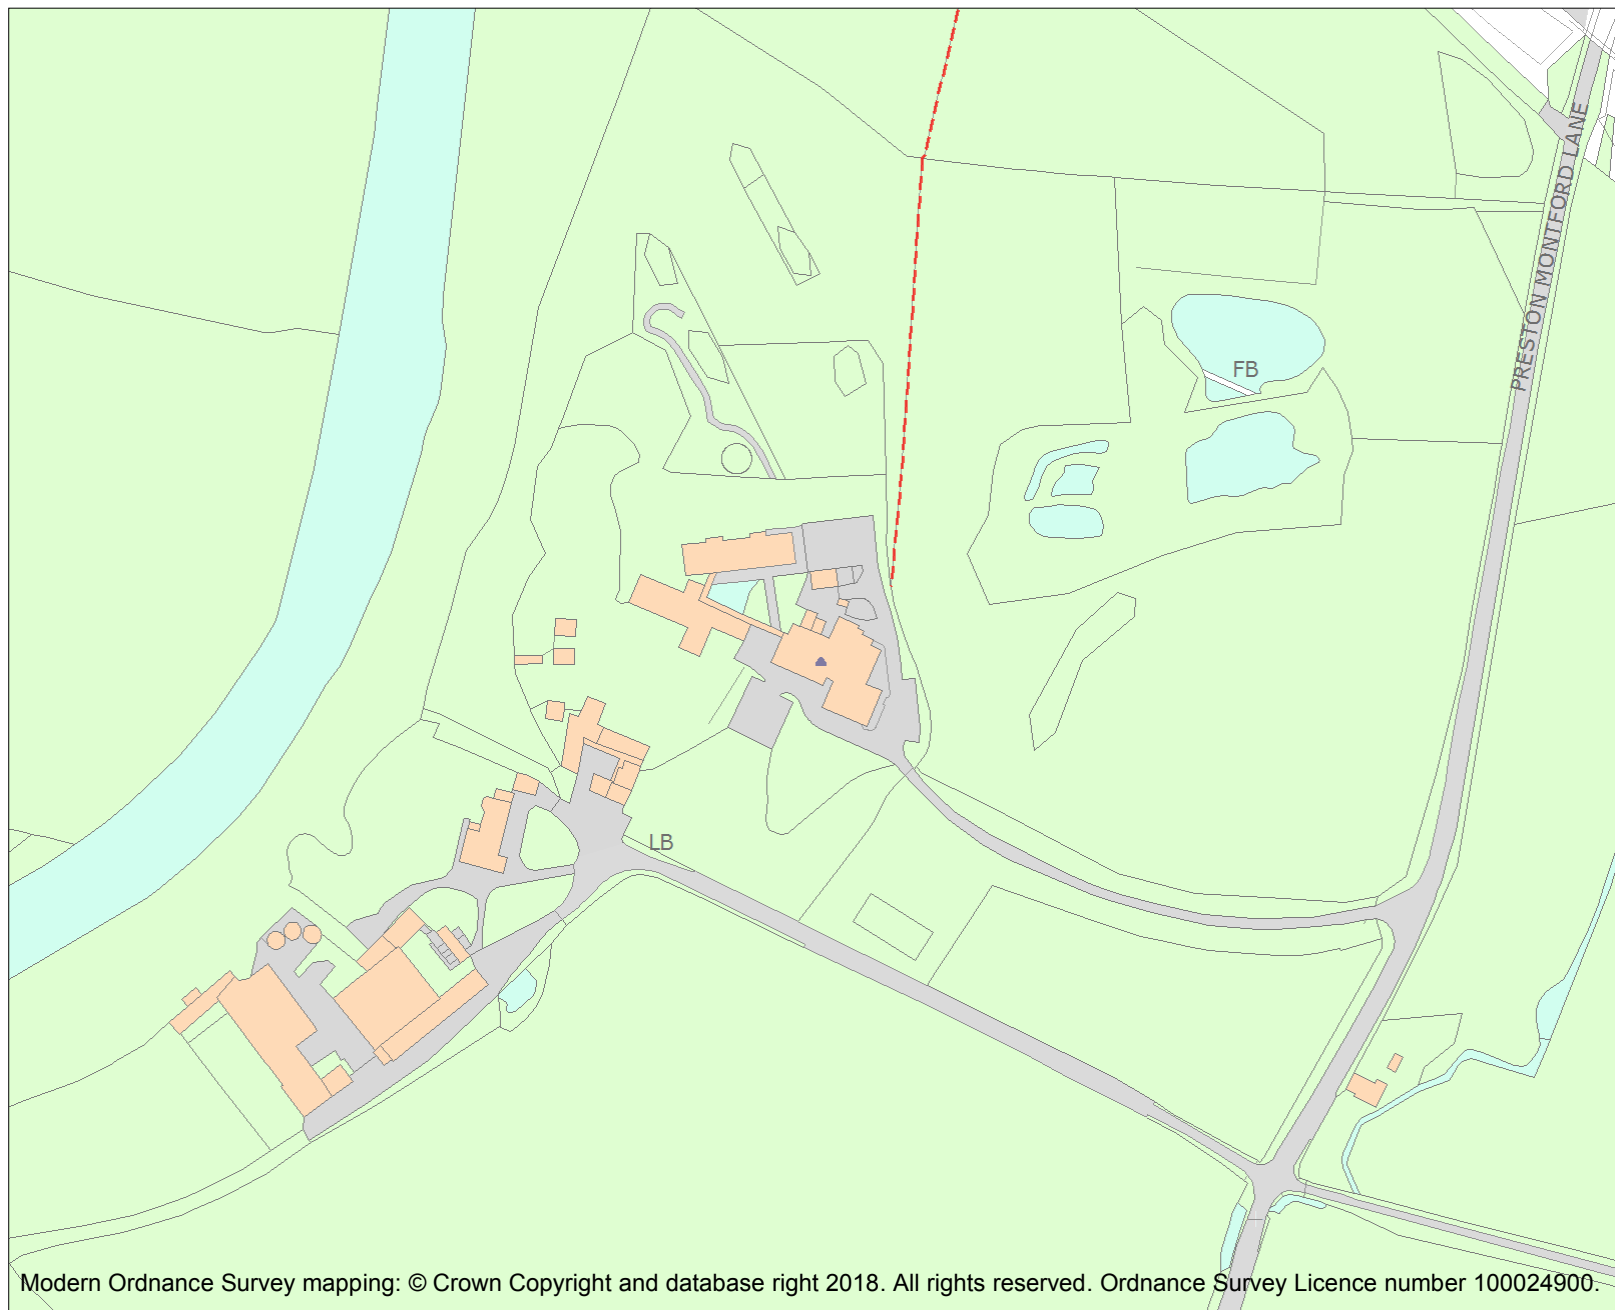 PRESTON MONTFORD LANE
FB
LB
Modern Ordnance Survey mapping: © Crown Copyright and database right 2018. All rights reserved. Ordnance Survey Licence number 100024900.